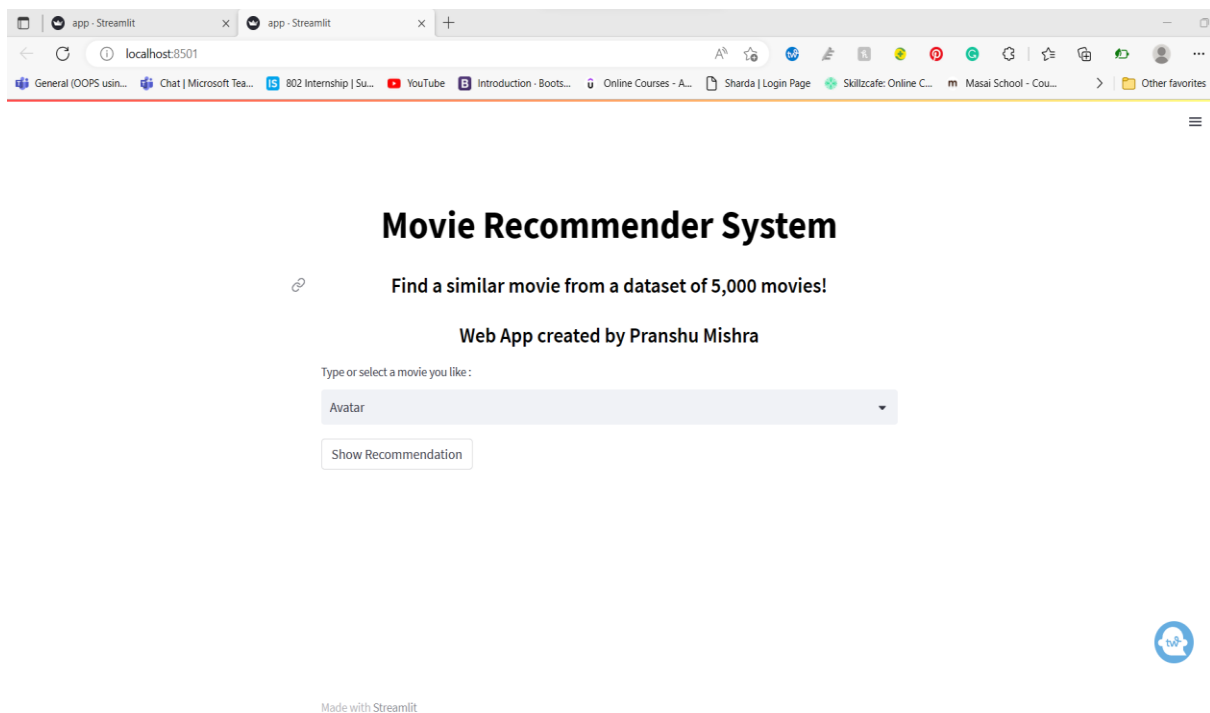 app · Streamlit
app · Streamlit
localhost:8501
General (OOPS usin...
Chat | Microsoft Tea...
802 Internship | Su...
YouTube
Introduction · Boots...
Online Courses - A...
Sharda | Login Page
Skillzcafe: Online C...
Masai School - Cou...
Other favorites
Movie Recommender System
Find a similar movie from a dataset of 5,000 movies!
Web App created by Pranshu Mishra
Type or select a movie you like :
Avatar
Show Recommendation
tw
Made with Streamlit